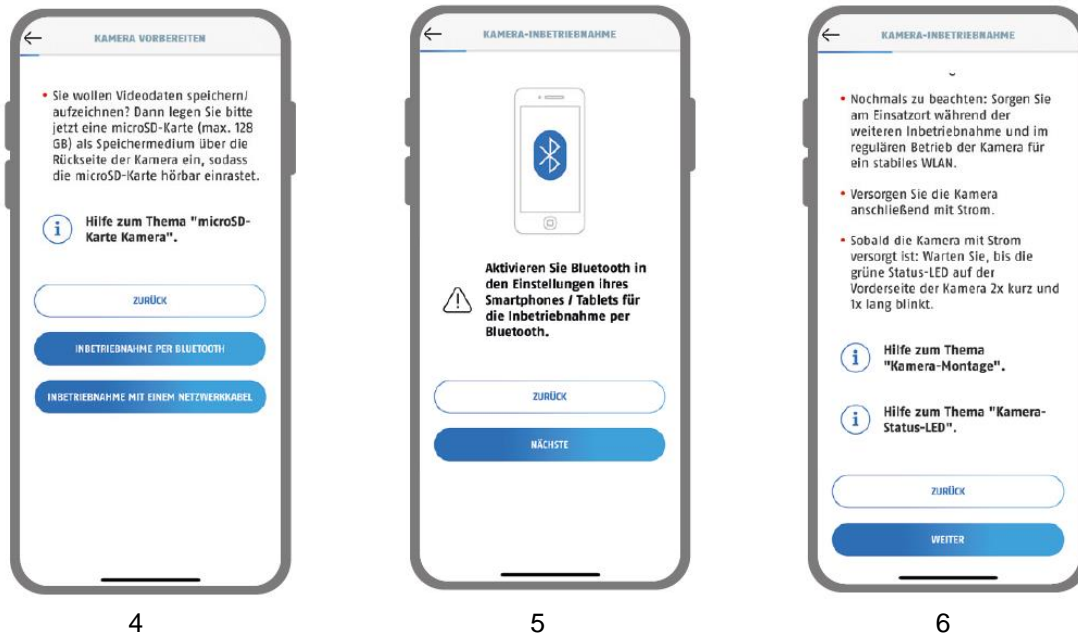 KAMERA VORBEREITEN
• Sie wollen Videodaten speichern/
aufzeichnen? Dann legen Sie bitte
jetzt eine microSD-Karte (max. 128
GB) als Speichermedium über die
Rückseite der Kamera ein, sodass
die microSD-Karte hörbar einrastet.
i
Hilfe zum Thema "microSD-
Karte Kamera".
ZURÜCK
INBETRIEBNAHME PER BLUETOOTH
INBETRIEBNAHME MIT EINEM NETZWERKKABEL
4
KAMERA-INBETRIEBNAHME
Aktivieren Sie Bluetooth in
den Einstellungen ihres
Smartphones / Tablets für
die Inbetriebnahme per
Bluetooth.
ZURÜCK
NÄCHSTE
5
KAMERA-INBETRIEBNAHME
• Nochmals zu beachten: Sorgen Sie
am Einsatzort während der
weiteren Inbetriebnahme und im
regulären Betrieb der Kamera für
ein stabiles WLAN.
• Versorgen Sie die Kamera
anschließend mit Strom.
• Sobald die Kamera mit Strom
versorgt ist: Warten Sie, bis die
grüne Status-LED auf der
Vorderseite der Kamera 2x kurz und
1x lang blinkt.
i
Hilfe zum Thema
"Kamera-Montage".
i
Hilfe zum Thema "Kamera-
Status-LED".
ZURÜCK
WEITER
6